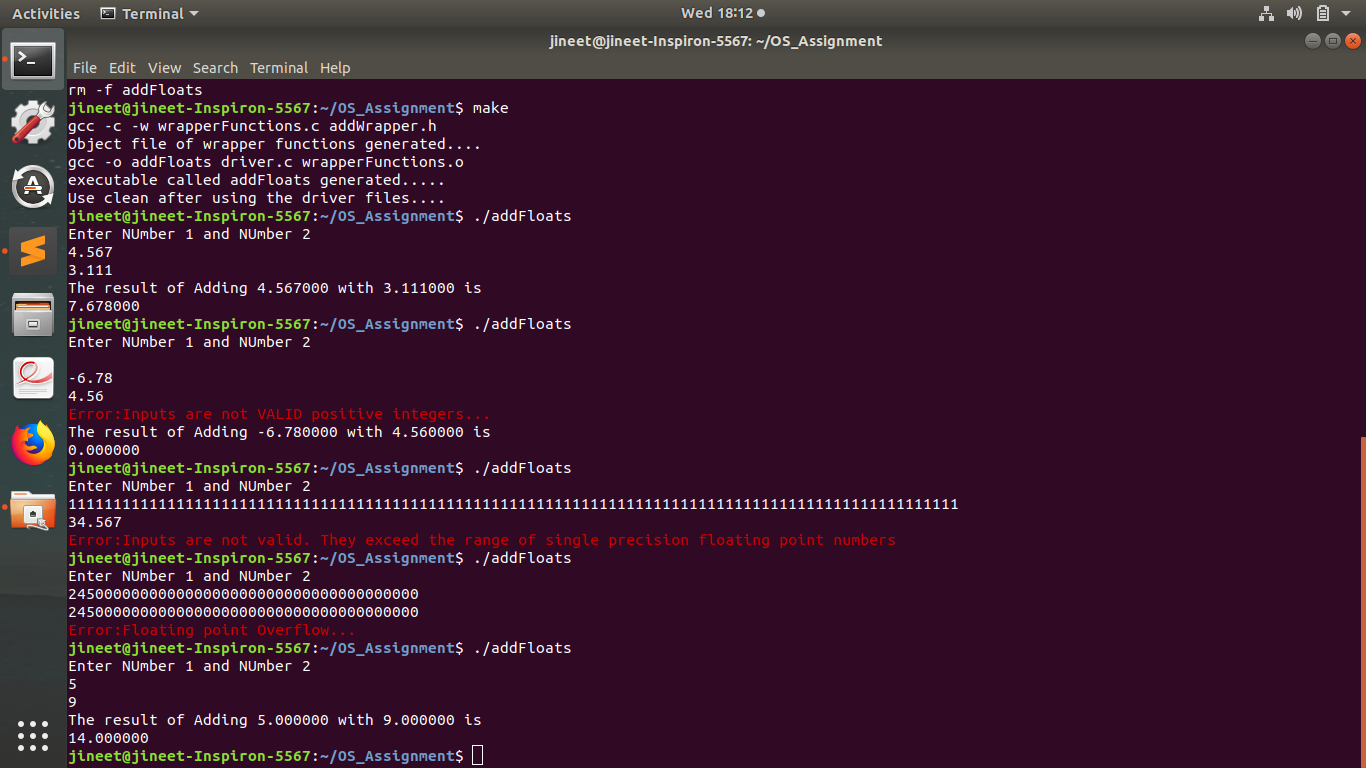 Activities Terminal Wed 18:12
jineet@jineet-Inspiron-5567: ~/OS_Assignment
File Edit View Search Terminal Help
rm -f addFloats
jineet@jineet-Inspiron-5567:~/OS_Assignment$ make
gcc -c -w wrapperFunctions.c addWrapper.h
Object file of wrapper functions generated....
gcc -o addFloats driver.c wrapperFunctions.o
executable called addFloats generated.....
Use clean after using the driver files....
jineet@jineet-Inspiron-5567:~/OS_Assignment$ ./addFloats
Enter NUmber 1 and NUmber 2
4.567
3.111
The result of Adding 4.567000 with 3.111000 is
7.678000
jineet@jineet-Inspiron-5567:~/OS_Assignment$ ./addFloats
Enter NUmber 1 and NUmber 2
-6.78
4.56
Error:Inputs are not VALID positive integers...
The result of Adding -6.780000 with 4.560000 is
0.000000
jineet@jineet-Inspiron-5567:~/OS_Assignment$ ./addFloats
Enter NUmber 1 and NUmber 2
111111111111111111111111111111111111111111111111111111111111111111111111111111111111111111111111111
34.567
Error:Inputs are not valid. They exceed the range of single precision floating point numbers
jineet@jineet-Inspiron-5567:~/OS_Assignment$ ./addFloats
Enter NUmber 1 and NUmber 2
245000000000000000000000000000000000000
245000000000000000000000000000000000000
Error:Floating point Overflow...
jineet@jineet-Inspiron-5567:~/OS_Assignment$ ./addFloats
Enter NUmber 1 and NUmber 2
5
9
The result of Adding 5.000000 with 9.000000 is
14.000000
jineet@jineet-Inspiron-5567:~/OS_Assignment$